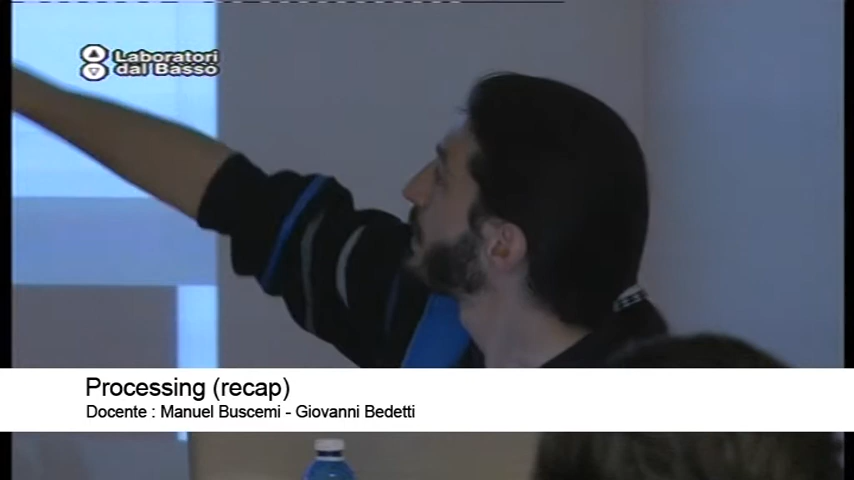 Laboratori
dal Basso
Processing (recap)
Docente : Manuel Buscemi - Giovanni Bedetti